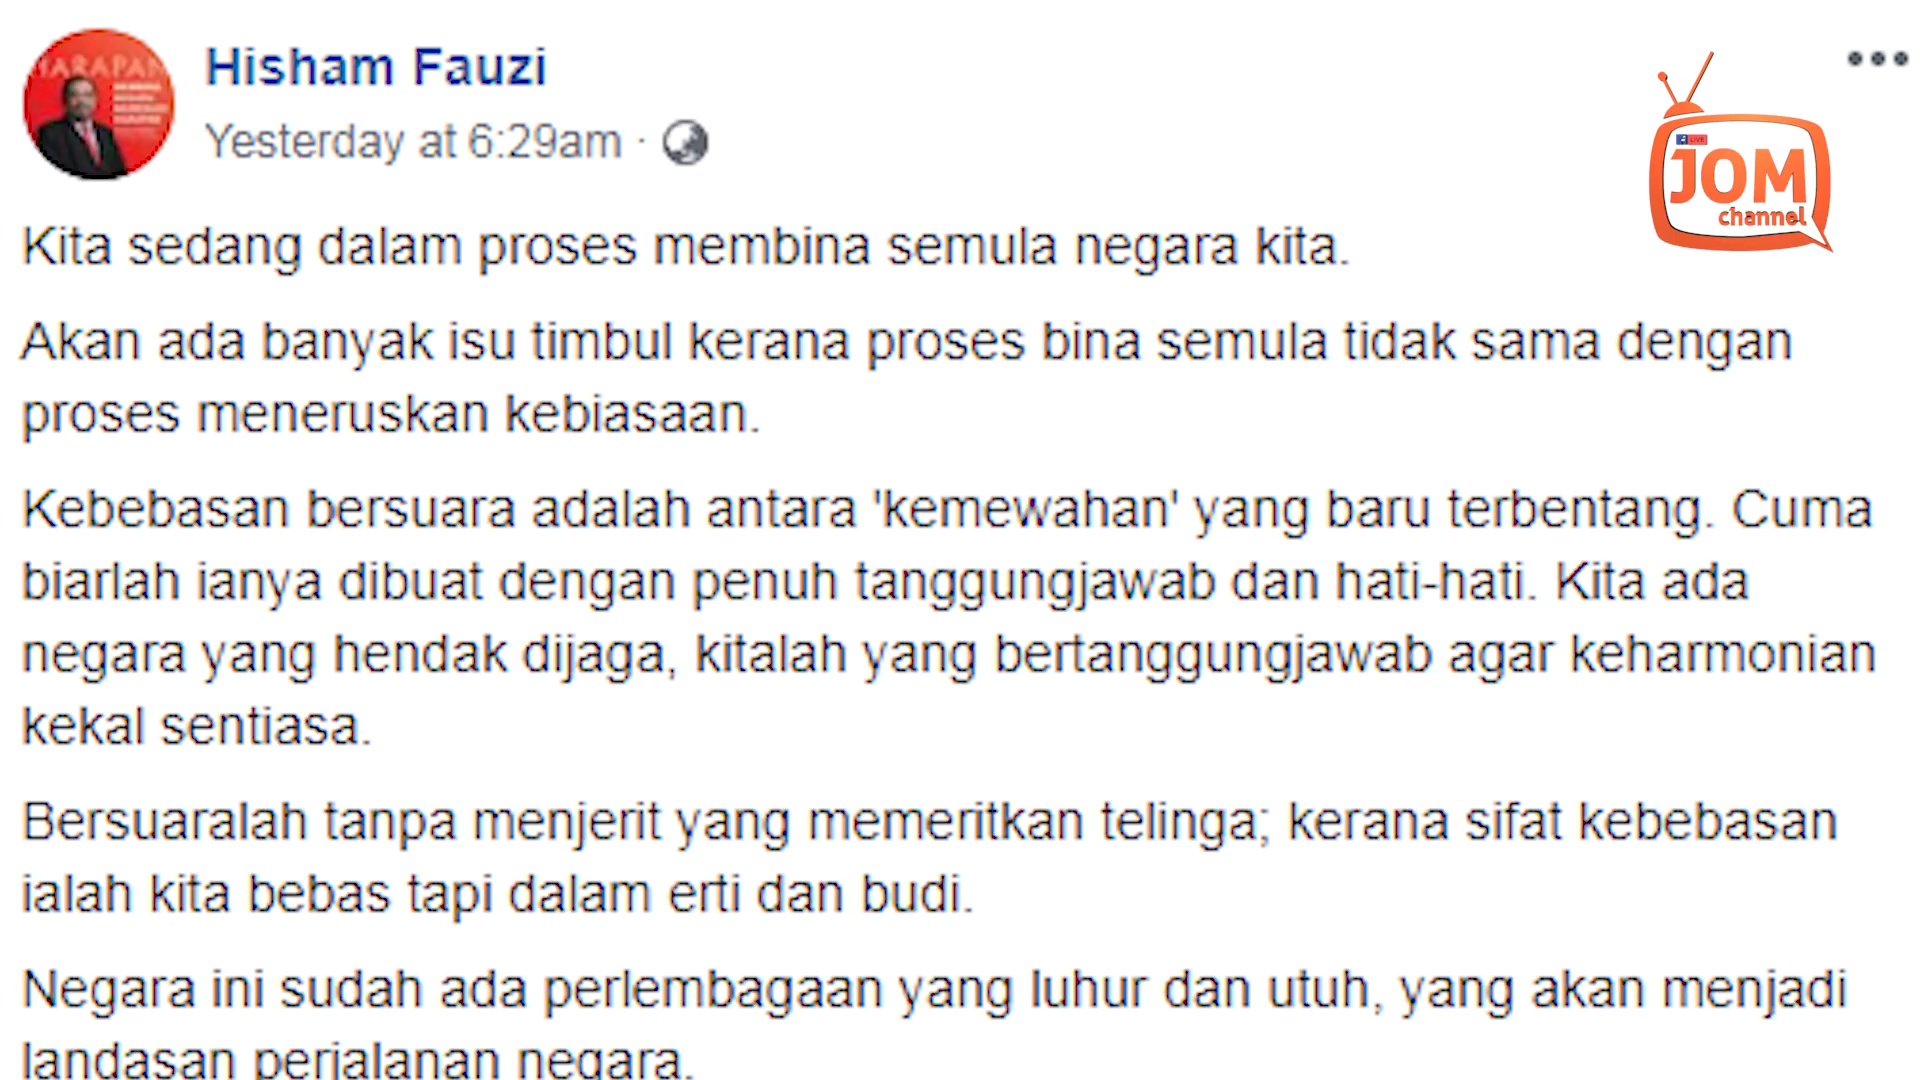 HARAPAN
Hisham Fauzi
Yesterday at 6:29am ·
LIVE
JOM
channel
Kita sedang dalam proses membina semula negara kita.
Akan ada banyak isu timbul kerana proses bina semula tidak sama dengan
proses meneruskan kebiasaan.
Kebebasan bersuara adalah antara 'kemewahan' yang baru terbentang. Cuma
biarlah ianya dibuat dengan penuh tanggungjawab dan hati-hati. Kita ada
negara yang hendak dijaga, kitalah yang bertanggungjawab agar keharmonian
kekal sentiasa.
Bersuaralah tanpa menjerit yang memeritkan telinga; kerana sifat kebebasan
ialah kita bebas tapi dalam erti dan budi.
Negara ini sudah ada perlembagaan yang luhur dan utuh, yang akan menjadi
landasan perjalanan negara.